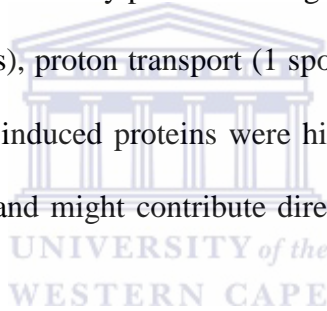 s), proton transport (1 spo
induced proteins were hi
and might contribute dire
UNIVERSITY of the
WESTERN CAPE